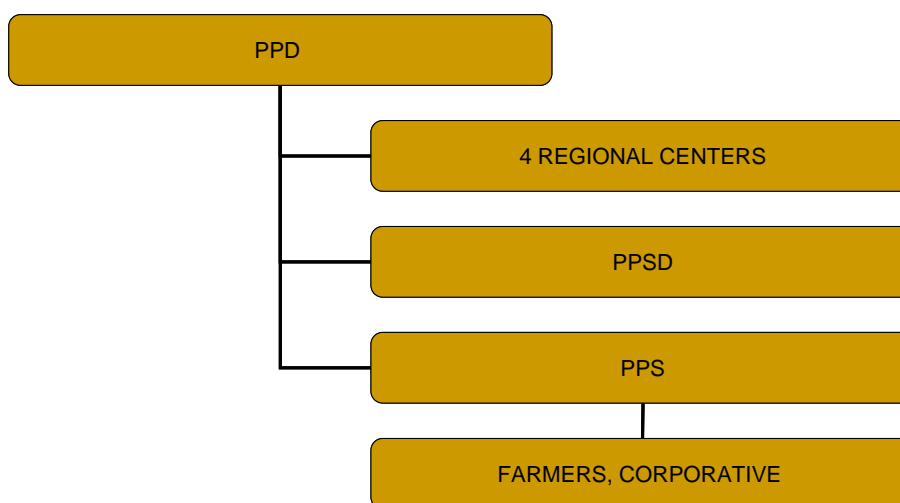 PPD
4 REGIONAL CENTERS
PPSD
PPS
FARMERS, CORPORATIVE